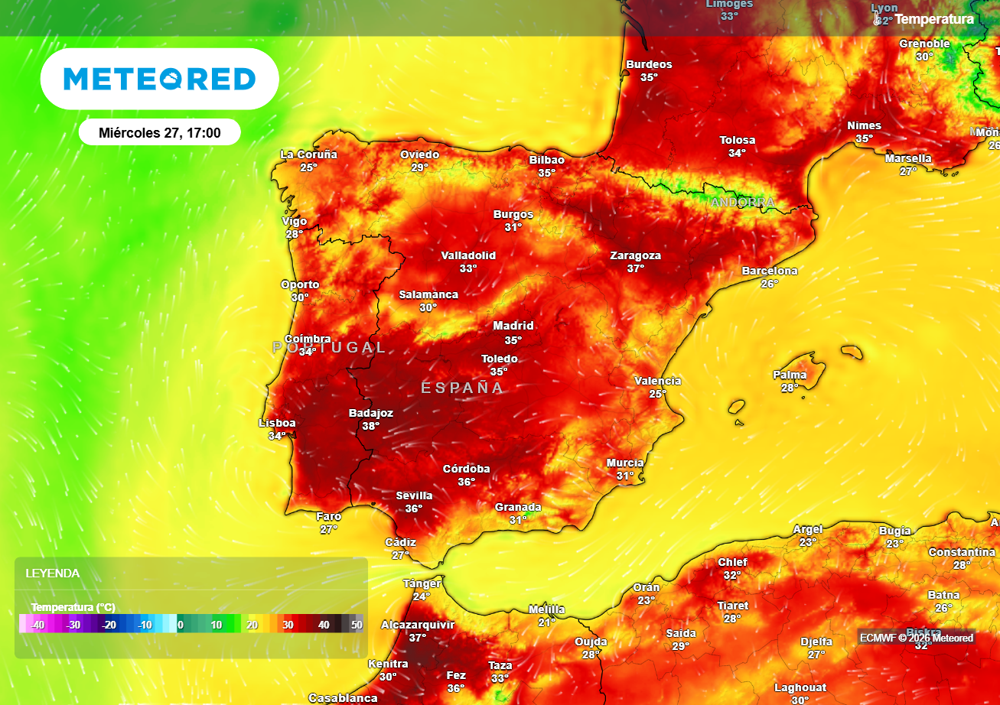 Limoges
33°
Lyon
32°
Temperatura
Grenoble
30°
METEORED
Burdeos
35°
Miércoles 27, 17:00
Nimes
35°
Tolosa
34°
Móna
26
La Coruña
25°
Oviedo
29°
Bilbao
35°
Marsella
27°
ANDORRA
Vigo
28°
Burgos
31°
Valladolid
33°
Zaragoza
37°
Barcelona
26°
Oporto
30°
Salamanca
30°
Madrid
35°
Coímbra
34°
PORTUGAL
Toledo
35°
ESPAÑA
Valencia
25°
Palma
28°
Lisboa
34°
Badajoz
38°
Córdoba
36°
Murcia
31°
Sevilla
36°
Granada
31°
Faro
27°
Cádiz
27°
Argel
23°
Bugía
23°
Constantina
28°
Chlef
32°
Tánger
24°
Orán
23°
Batna
26°
Melilla
21°
Tiaret
28°
Alcazarquivir
37°
Saida
29°
Oujda
28°
Djelfa
27°
Biskra
32°
ECMWF © 2026 Meteored
Kenitra
30°
Fez
36°
Taza
33°
Laghouat
30°
Casablanca
LEYENDA
Temperatura (°C)
-40 -30 -20 -10 0 10 20 30 40 50